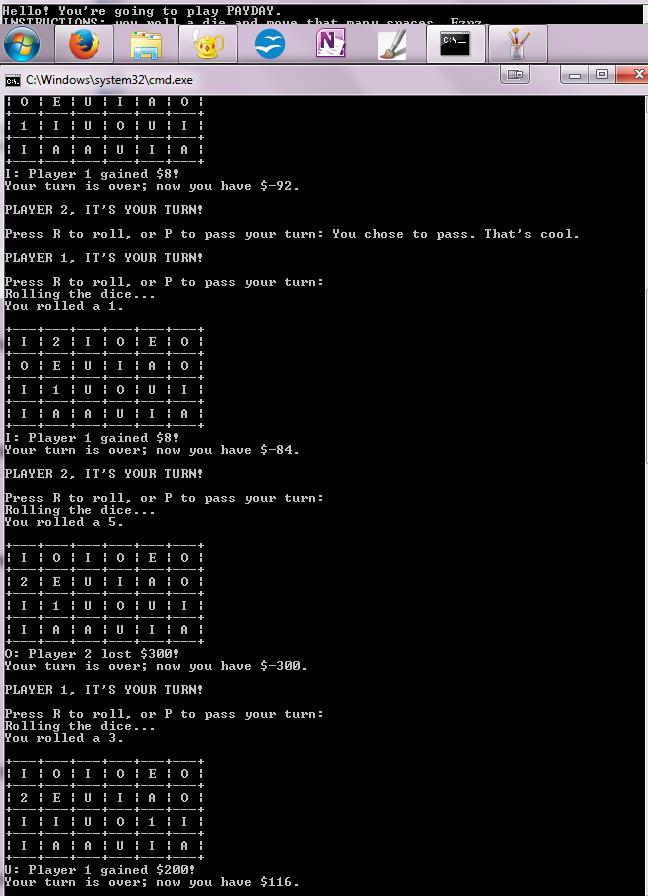 Hello! You're going to play PAYDAY.
INSTRUCTIONS: you roll a die and move that many spaces. Ezpz.
C:\Windows\system32\cmd.exe
¦ O ¦ E ¦ U ¦ I ¦ A ¦ O ¦
+---+---+---+---+---+---+
¦ 1 ¦ I ¦ U ¦ O ¦ U ¦ I ¦
+---+---+---+---+---+---+
¦ I ¦ A ¦ A ¦ U ¦ I ¦ A ¦
+---+---+---+---+---+---+
I: Player 1 gained $8!
Your turn is over; now you have $-92.
PLAYER 2, IT'S YOUR TURN!
Press R to roll, or P to pass your turn: You chose to pass. That's cool.
PLAYER 1, IT'S YOUR TURN!
Press R to roll, or P to pass your turn:
Rolling the dice...
You rolled a 1.
+---+---+---+---+---+---+
¦ I ¦ 2 ¦ I ¦ O ¦ E ¦ O ¦
+---+---+---+---+---+---+
¦ O ¦ E ¦ U ¦ I ¦ A ¦ O ¦
+---+---+---+---+---+---+
¦ I ¦ 1 ¦ U ¦ O ¦ U ¦ I ¦
+---+---+---+---+---+---+
¦ I ¦ A ¦ A ¦ U ¦ I ¦ A ¦
+---+---+---+---+---+---+
I: Player 1 gained $8!
Your turn is over; now you have $-84.
PLAYER 2, IT'S YOUR TURN!
Press R to roll, or P to pass your turn:
Rolling the dice...
You rolled a 5.
+---+---+---+---+---+---+
¦ I ¦ O ¦ I ¦ O ¦ E ¦ O ¦
+---+---+---+---+---+---+
¦ 2 ¦ E ¦ U ¦ I ¦ A ¦ O ¦
+---+---+---+---+---+---+
¦ I ¦ 1 ¦ U ¦ O ¦ U ¦ I ¦
+---+---+---+---+---+---+
¦ I ¦ A ¦ A ¦ U ¦ I ¦ A ¦
+---+---+---+---+---+---+
O: Player 2 lost $300!
Your turn is over; now you have $-300.
PLAYER 1, IT'S YOUR TURN!
Press R to roll, or P to pass your turn:
Rolling the dice...
You rolled a 3.
+---+---+---+---+---+---+
¦ I ¦ O ¦ I ¦ O ¦ E ¦ O ¦
+---+---+---+---+---+---+
¦ 2 ¦ E ¦ U ¦ I ¦ A ¦ O ¦
+---+---+---+---+---+---+
¦ I ¦ I ¦ U ¦ O ¦ 1 ¦ I ¦
+---+---+---+---+---+---+
¦ I ¦ A ¦ A ¦ U ¦ I ¦ A ¦
+---+---+---+---+---+---+
U: Player 1 gained $200!
Your turn is over; now you have $116.